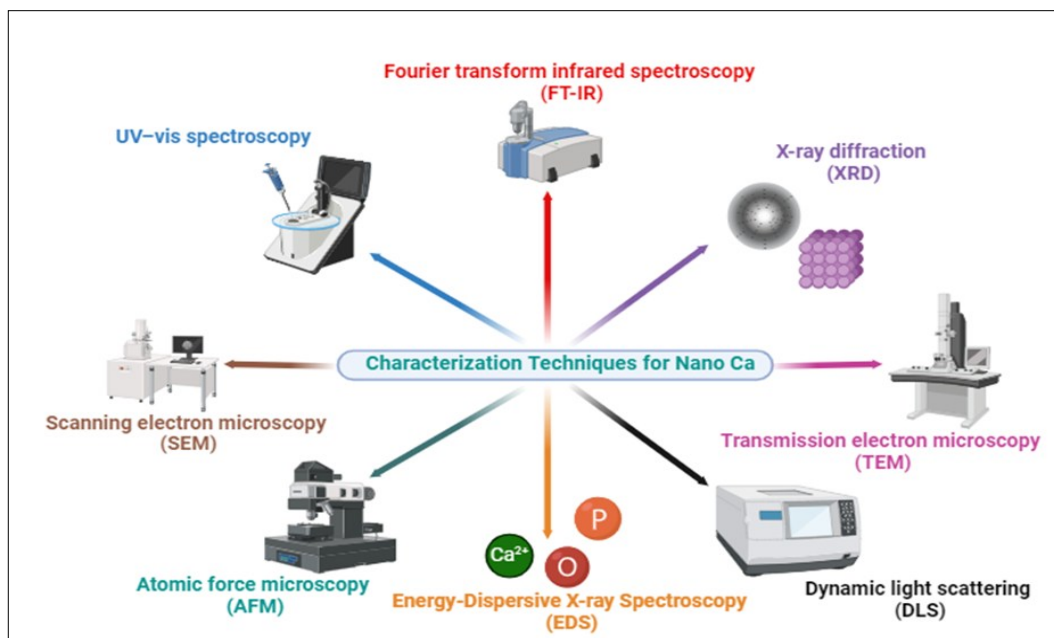 Fourier transform infrared spectroscopy
(FT-IR)
UV–vis spectroscopy
X-ray diffraction
(XRD)
Characterization Techniques for Nano Ca
Scanning electron microscopy
(SEM)
Transmission electron microscopy
(TEM)
P
Ca²⁺
O
Atomic force microscopy
(AFM)
Energy-Dispersive X-ray Spectroscopy
(EDS)
Dynamic light scattering
(DLS)